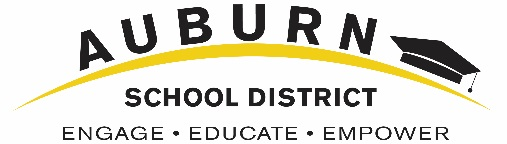 AUBURN
SCHOOL DISTRICT
ENGAGE • EDUCATE • EMPOWER